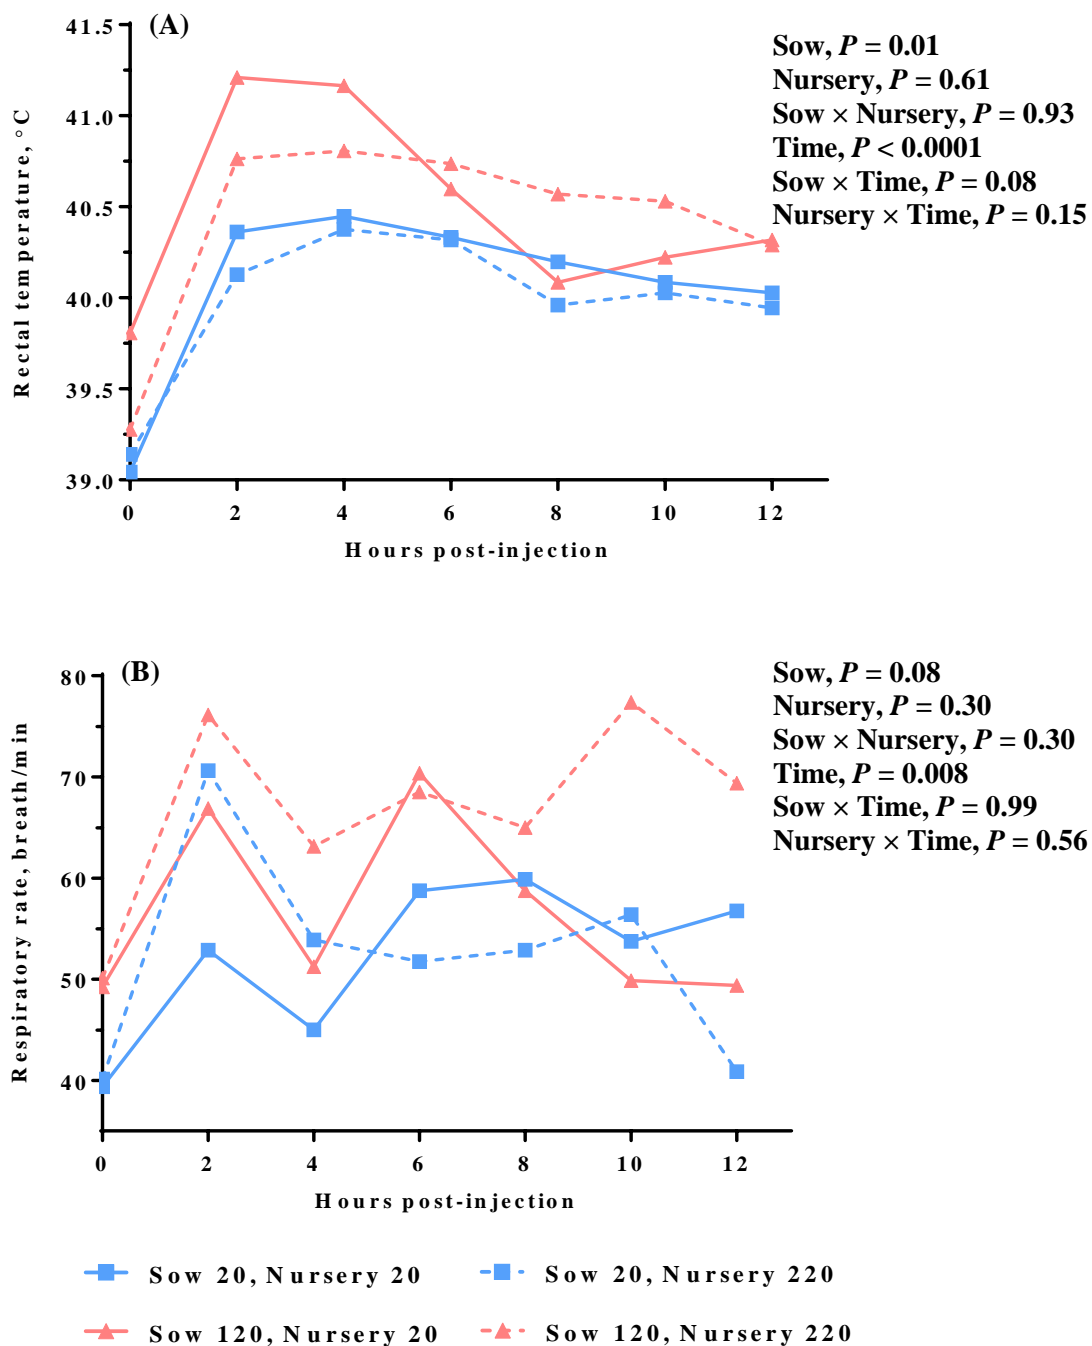 (A)
41.5
41.0
40.5
40.0
39.5
39.0
Rectal temperature, °C
0 2 4 6 8 10 12
Hours post-injection
Sow, P = 0.01
Nursery, P = 0.61
Sow × Nursery, P = 0.93
Time, P < 0.0001
Sow × Time, P = 0.08
Nursery × Time, P = 0.15
(B)
80
70
60
50
40
Respiratory rate, breath/min
0 2 4 6 8 10 12
Hours post-injection
Sow, P = 0.08
Nursery, P = 0.30
Sow × Nursery, P = 0.30
Time, P = 0.008
Sow × Time, P = 0.99
Nursery × Time, P = 0.56
Sow 20, Nursery 20
Sow 20, Nursery 220
Sow 120, Nursery 20
Sow 120, Nursery 220